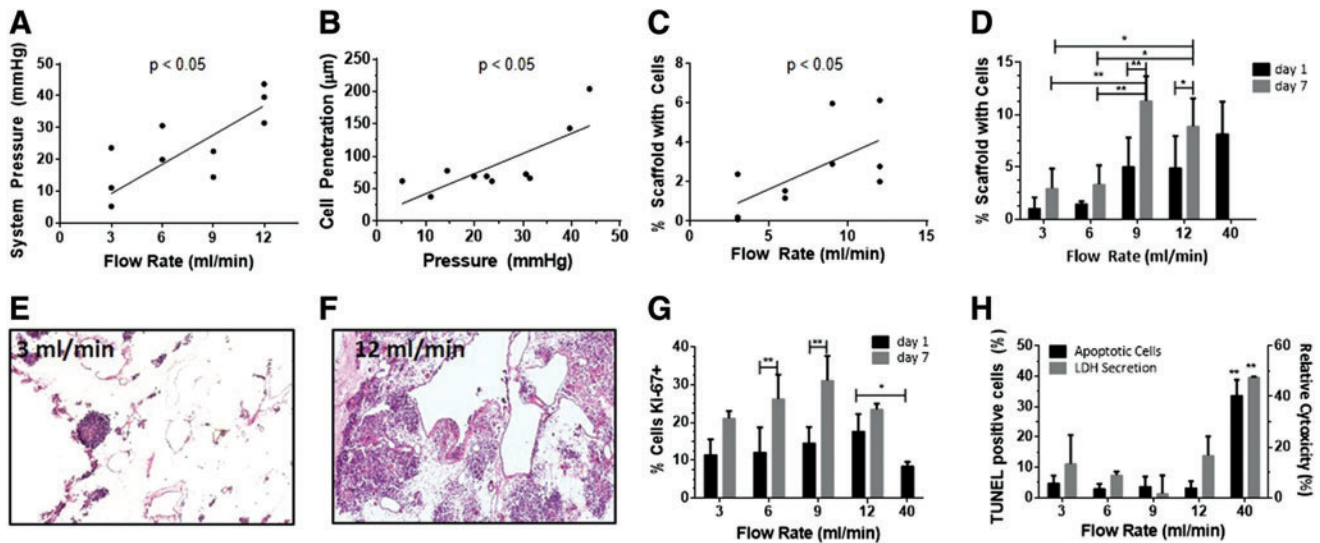 A
p < 0.05
System Pressure (mmHg)
50
40
30
20
10
0
0 3 6 9 12
Flow Rate (ml/min)
B
p < 0.05
Cell Penetration (μm)
250
200
150
100
50
0
0 10 20 30 40 50
Pressure (mmHg)
C
p < 0.05
% Scaffold with Cells
8
6
4
2
0
0 5 10 15
Flow Rate (ml/min)
D
% Scaffold with Cells
15
10
5
0
*
**
**
*
day 1
day 7
3 6 9 12 40
Flow Rate (ml/min)
E
3 ml/min
F
12 ml/min
G
% Cells KI-67+
40
30
20
10
0
**
**
*
day 1
day 7
3 6 9 12 40
Flow Rate (ml/min)
H
TUNEL positive cells (%)
50
40
30
20
10
0
Apoptotic Cells
LDH Secretion
** **
60
40
20
0
Relative Cytoxicity(%)
3 6 9 12 40
Flow Rate (ml/min)